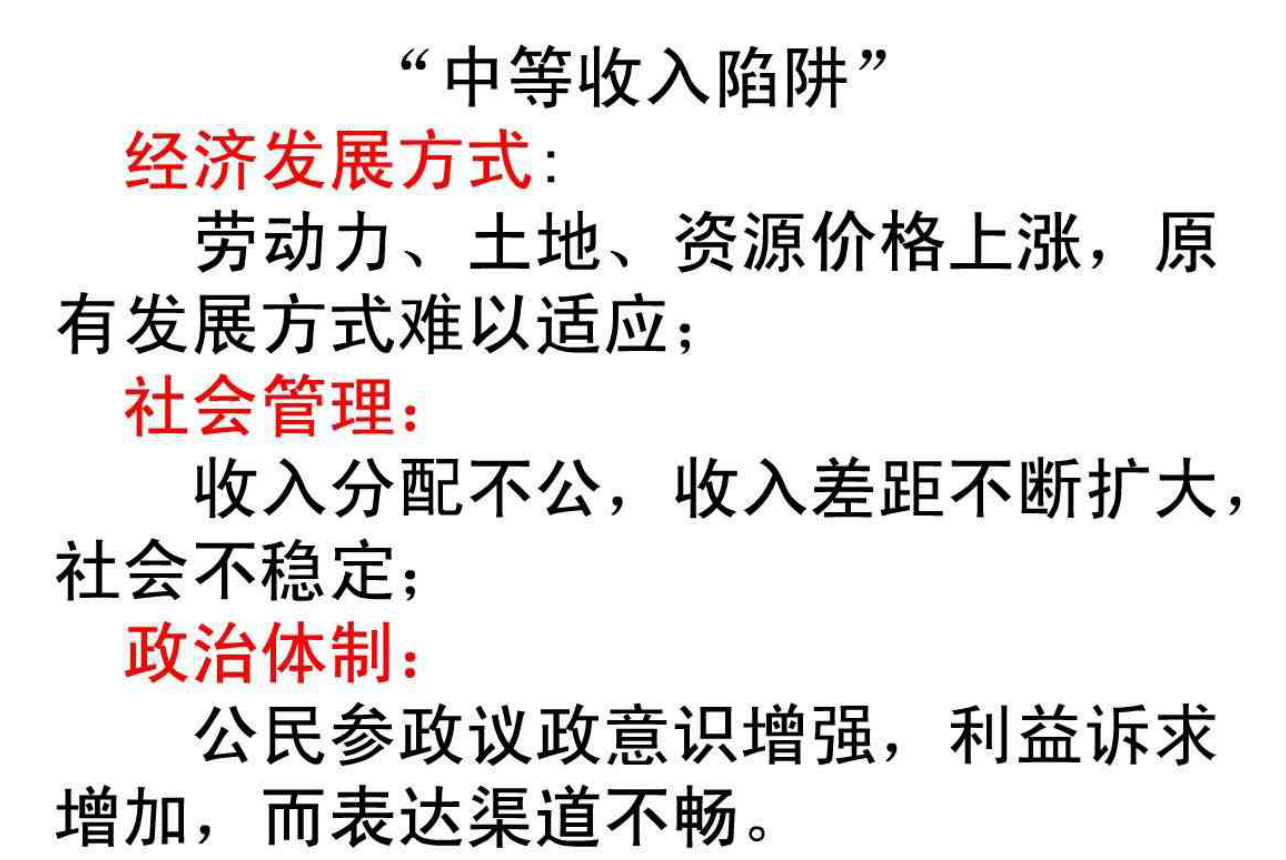 “中等收入陷阱”
经济发展方式:
劳动力、土地、资源价格上涨，原
有发展方式难以适应；
社会管理：
收入分配不公，收入差距不断扩大，
社会不稳定；
政治体制：
公民参政议政意识增强，利益诉求
增加，而表达渠道不畅。